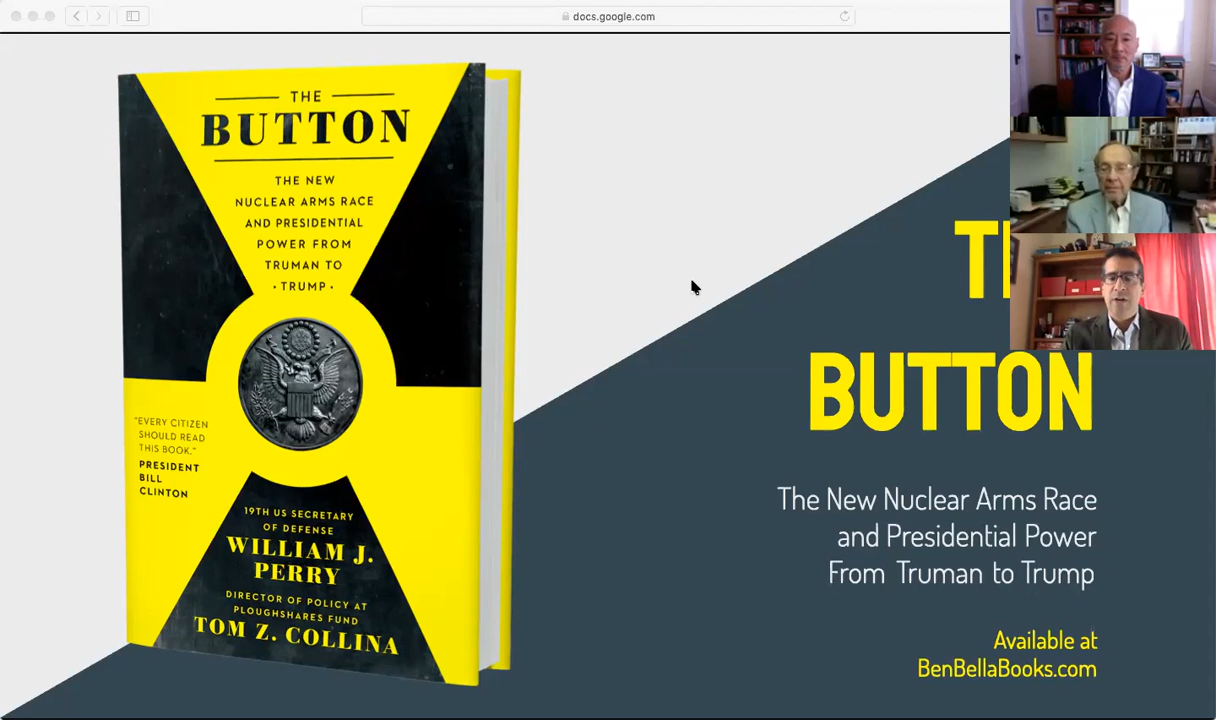 docs.google.com
THE
BUTTON
THE NEW
NUCLEAR ARMS RACE
AND PRESIDENTIAL
POWER FROM
TRUMAN TO
· TRUMP ·
"EVERY CITIZEN
SHOULD READ
THIS BOOK."
PRESIDENT
BILL
CLINTON
19TH US SECRETARY
OF DEFENSE
WILLIAM J.
PERRY
DIRECTOR OF POLICY AT
PLOUGHSHARES FUND
TOM Z. COLLINA
BUTTON
The New Nuclear Arms Race
and Presidential Power
From Truman to Trump
Available at
BenBellaBooks.com